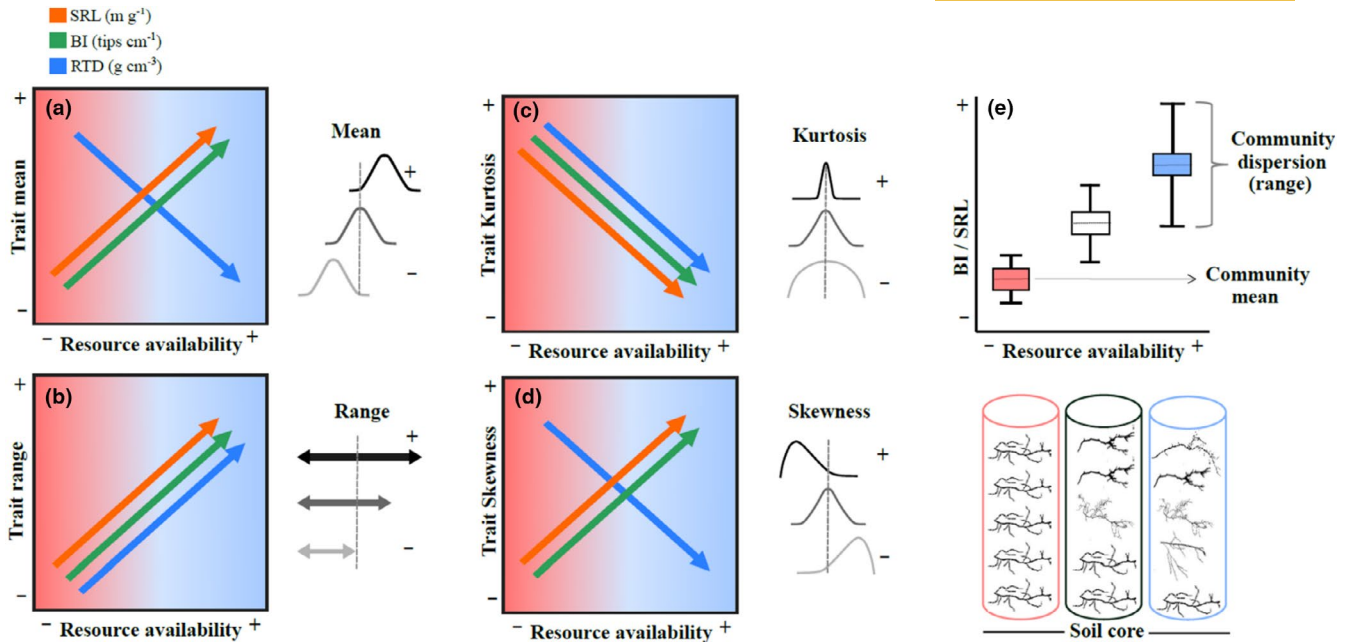 SRL (m g⁻¹)
BI (tips cm⁻¹)
RTD (g cm⁻³)
(a)
+
Trait mean
−
− Resource availability +
Mean
+
−
(b)
+
Trait range
−
− Resource availability +
Range
+
−
(c)
+
Trait Kurtosis
−
− Resource availability +
Kurtosis
+
−
(d)
+
Trait Skewness
−
− Resource availability +
Skewness
+
−
(e)
+
BI / SRL
−
− Resource availability +
Community
dispersion
(range)
Community
mean
Soil core